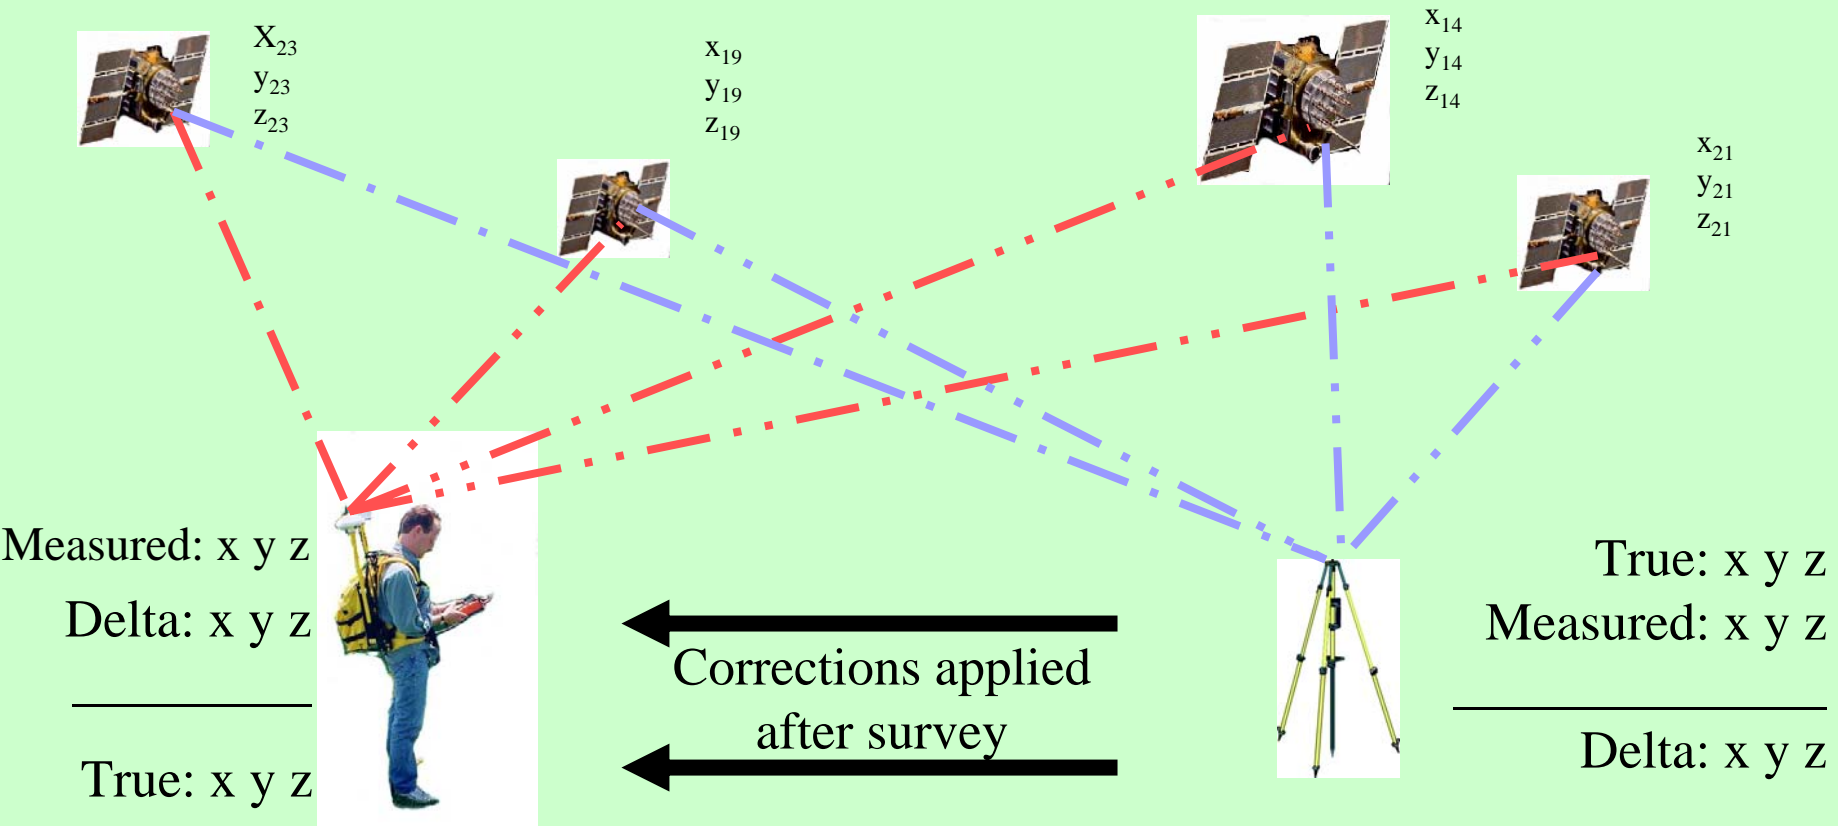 X23
y23
z23
x19
y19
z19
x14
y14
z14
x21
y21
z21
Measured: x y z
Delta: x y z
True: x y z
Corrections applied
after survey
True: x y z
Measured: x y z
Delta: x y z